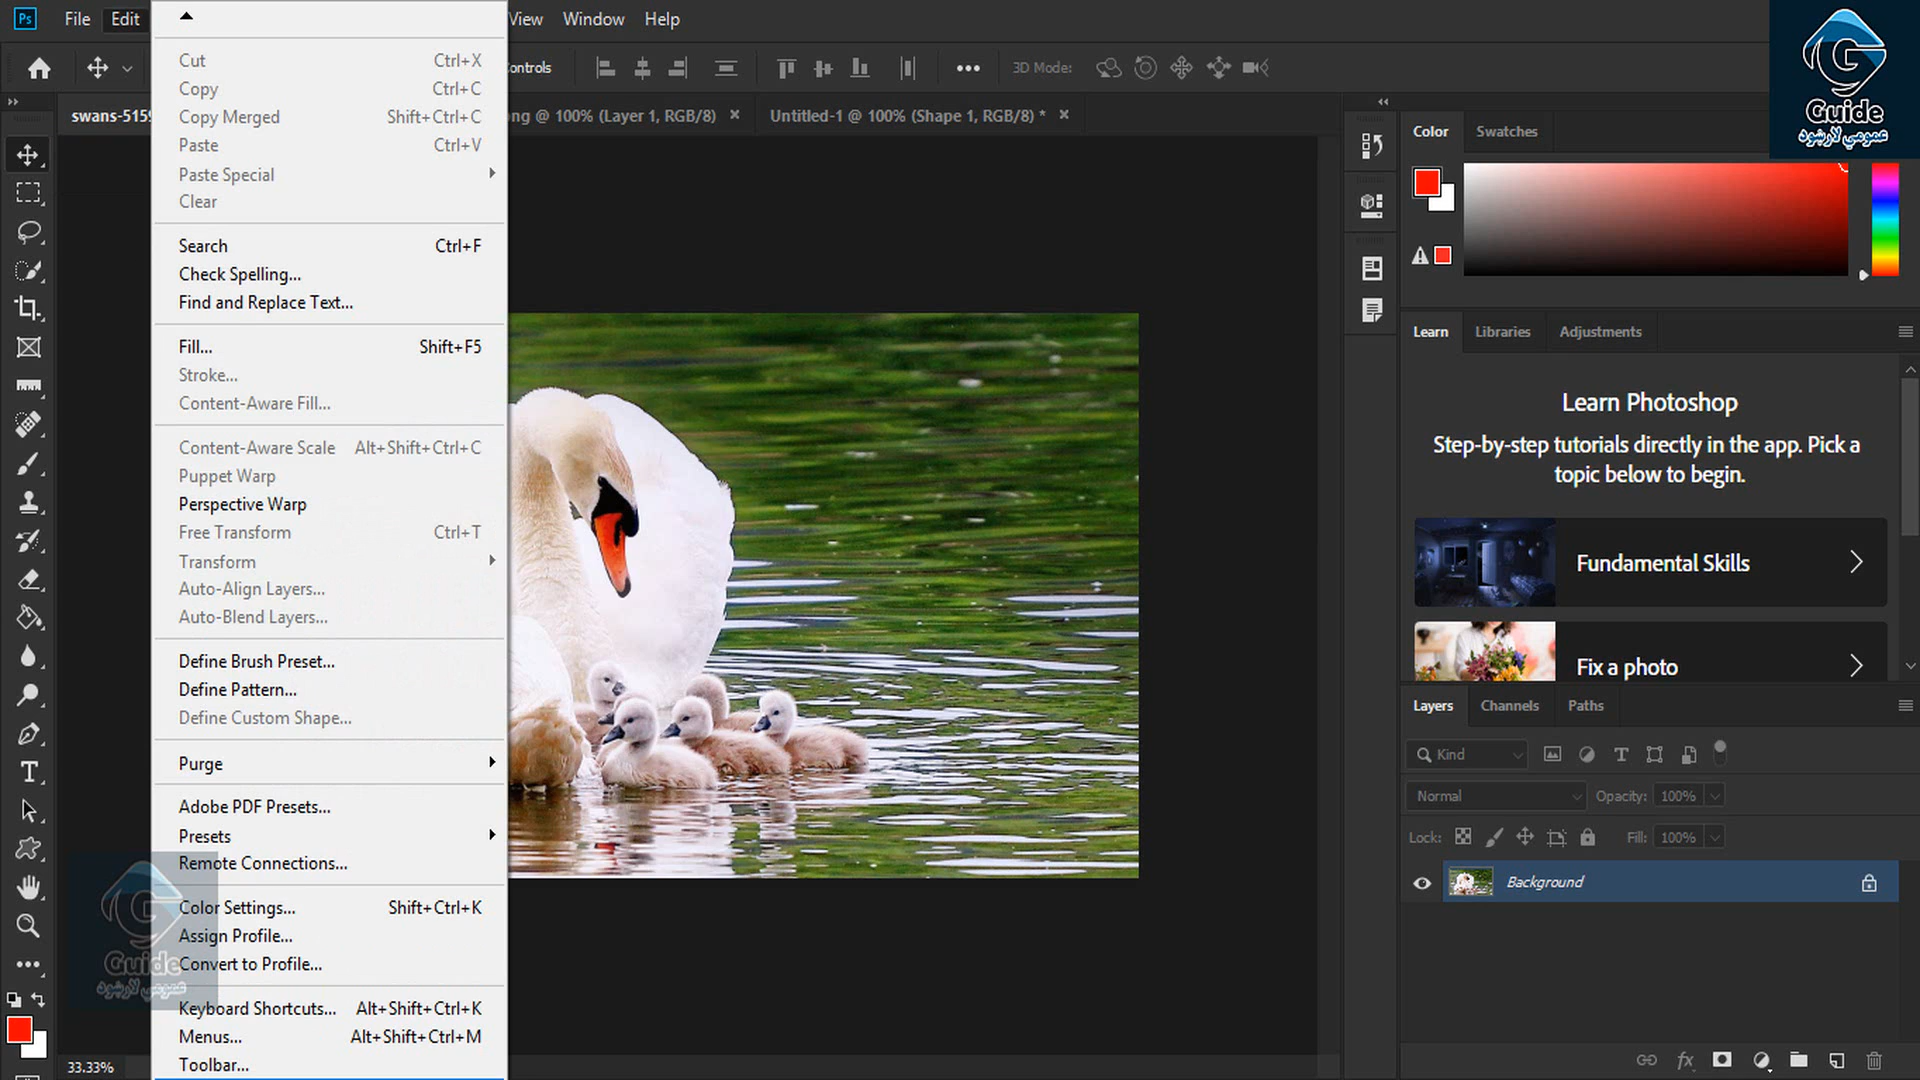 Ps File Edit View Window Help
ontrols 3D Mode:
swans-515 ng @ 100% (Layer 1, RGB/8) Untitled-1 @ 100% (Shape 1, RGB/8) *
Cut Ctrl+X
Copy Ctrl+C
Copy Merged Shift+Ctrl+C
Paste Ctrl+V
Paste Special
Clear
Search Ctrl+F
Check Spelling...
Find and Replace Text...
Fill... Shift+F5
Stroke...
Content-Aware Fill...
Content-Aware Scale Alt+Shift+Ctrl+C
Puppet Warp
Perspective Warp
Free Transform Ctrl+T
Transform
Auto-Align Layers...
Auto-Blend Layers...
Define Brush Preset...
Define Pattern...
Define Custom Shape...
Purge
Adobe PDF Presets...
Presets
Remote Connections...
Color Settings... Shift+Ctrl+K
Assign Profile...
Convert to Profile...
Keyboard Shortcuts... Alt+Shift+Ctrl+K
Menus... Alt+Shift+Ctrl+M
Toolbar...
33.33%
Guide
عمومي لارښود
Guide
عمومي لارښود
Color Swatches
Learn Libraries Adjustments
Learn Photoshop
Step-by-step tutorials directly in the app. Pick a
topic below to begin.
Fundamental Skills
Fix a photo
Layers Channels Paths
Kind
Normal Opacity: 100%
Lock: Fill: 100%
Background
fx